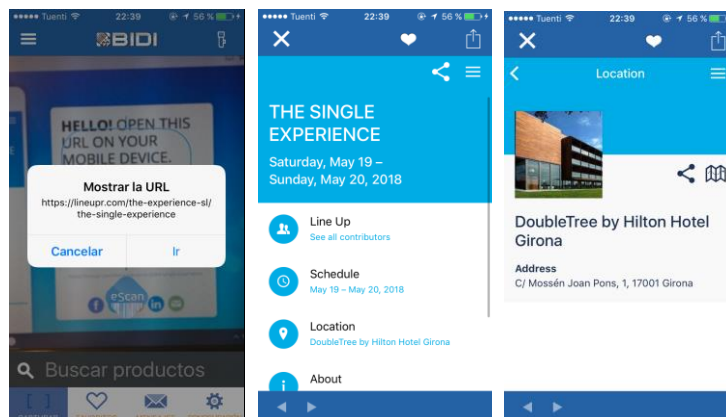 Tuenti 22:39 56 %
BIDI
HELLO! OPEN THIS
URL ON YOUR
MOBILE DEVICE.
Mostrar la URL
https://lineupr.com/the-experience-sl/
the-single-experience
Cancelar Ir
eScan
Buscar productos
Tuenti 22:39 56 %
THE SINGLE
EXPERIENCE
Saturday, May 19 –
Sunday, May 20, 2018
Line Up
See all contributors
Schedule
May 19 – May 20, 2018
Location
DoubleTree by Hilton Hotel Girona
About
Tuenti 22:39 56 %
Location
DoubleTree by Hilton Hotel
Girona
Address
C/ Mossén Joan Pons, 1, 17001 Girona